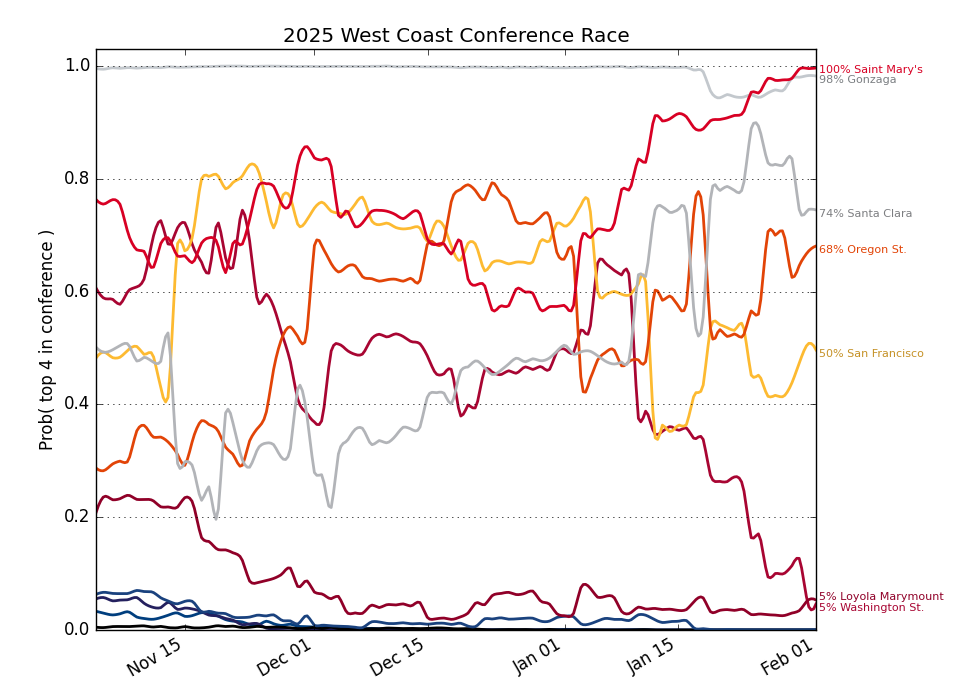 2025 West Coast Conference Race
Prob( top 4 in conference )
1.0
0.8
0.6
0.4
0.2
0.0
Nov 15
Dec 01
Dec 15
Jan 01
Jan 15
Feb 01
100% Saint Mary's
98% Gonzaga
74% Santa Clara
68% Oregon St.
50% San Francisco
5% Loyola Marymount
5% Washington St.